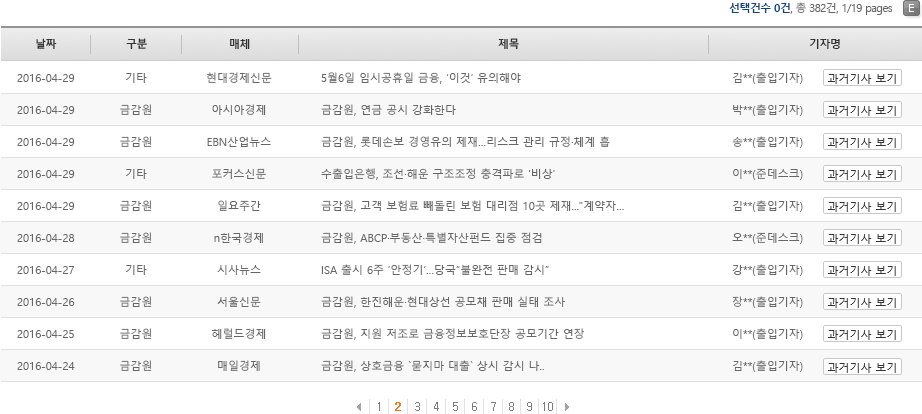 선택건수 0건, 총 382건, 1/19 pages E
날짜 구분 매체 제목 기자명
2016-04-29 기타 현대경제신문 5월6일 임시공휴일 금융, '이것' 유의해야 김**(출입기자) 과거기사 보기
2016-04-29 금감원 아시아경제 금감원, 연금 공시 강화한다 박**(출입기자) 과거기사 보기
2016-04-29 금감원 EBN산업뉴스 금감원, 롯데손보 경영유의 제재...리스크 관리 규정·체계 흠 송**(출입기자) 과거기사 보기
2016-04-29 기타 포커스신문 수출입은행, 조선·해운 구조조정 충격파로 '비상' 이**(준데스크) 과거기사 보기
2016-04-29 금감원 일요주간 금감원, 고객 보험료 빼돌린 보험 대리점 10곳 제재..."계약자... 김**(출입기자) 과거기사 보기
2016-04-28 금감원 n한국경제 금감원, ABCP·부동산·특별자산펀드 집중 점검 오**(준데스크) 과거기사 보기
2016-04-27 기타 시사뉴스 ISA 출시 6주 '안정기'...당국"불완전 판매 감시" 강**(출입기자) 과거기사 보기
2016-04-26 금감원 서울신문 금감원, 한진해운·현대상선 공모채 판매 실태 조사 장**(출입기자) 과거기사 보기
2016-04-25 금감원 헤럴드경제 금감원, 지원 저조로 금융정보보호단장 공모기간 연장 이**(출입기자) 과거기사 보기
2016-04-24 금감원 매일경제 금감원, 상호금융 `묻지마 대출` 상시 감시 나.. 김**(출입기자) 과거기사 보기
1 2 3 4 5 6 7 8 9 10